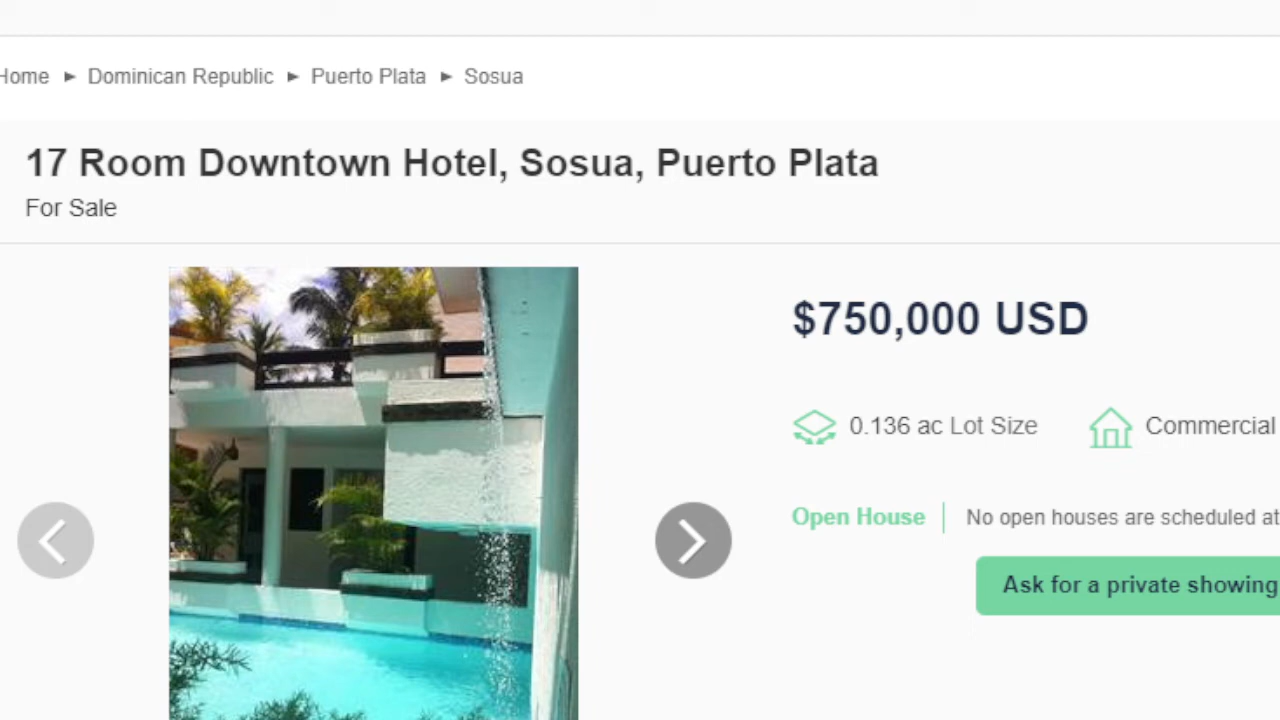 Home ► Dominican Republic ► Puerto Plata ► Sosua
17 Room Downtown Hotel, Sosua, Puerto Plata
For Sale
$750,000 USD
0.136 ac Lot Size
Commercial
Open House
No open houses are scheduled at
Ask for a private showing